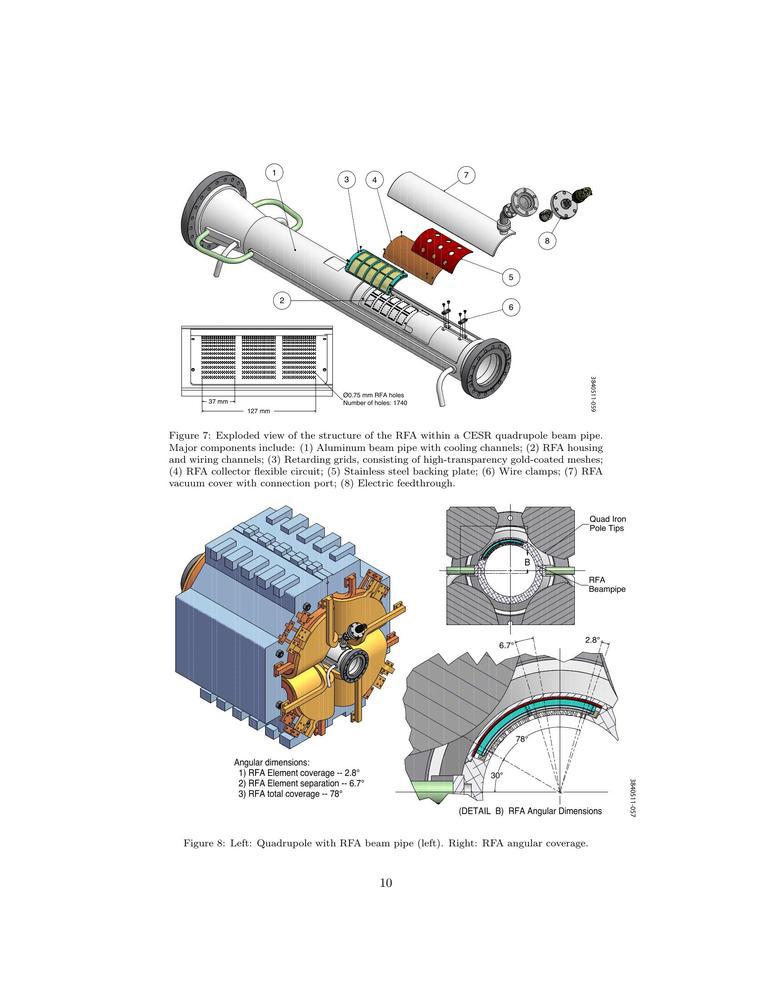 1
3
4
7
8
5
2
6
Ø0.75 mm RFA holes
Number of holes: 1740
37 mm
127 mm
3840511-059
Figure 7: Exploded view of the structure of the RFA within a CESR quadrupole beam pipe.
Major components include: (1) Aluminum beam pipe with cooling channels; (2) RFA housing
and wiring channels; (3) Retarding grids, consisting of high-transparency gold-coated meshes;
(4) RFA collector flexible circuit; (5) Stainless steel backing plate; (6) Wire clamps; (7) RFA
vacuum cover with connection port; (8) Electric feedthrough.
Quad Iron
Pole Tips
B
RFA
Beampipe
6.7°
2.8°
78°
30°
Angular dimensions:
1) RFA Element coverage -- 2.8°
2) RFA Element separation -- 6.7°
3) RFA total coverage -- 78°
(DETAIL B) RFA Angular Dimensions
3840511-057
Figure 8: Left: Quadrupole with RFA beam pipe (left). Right: RFA angular coverage.
10